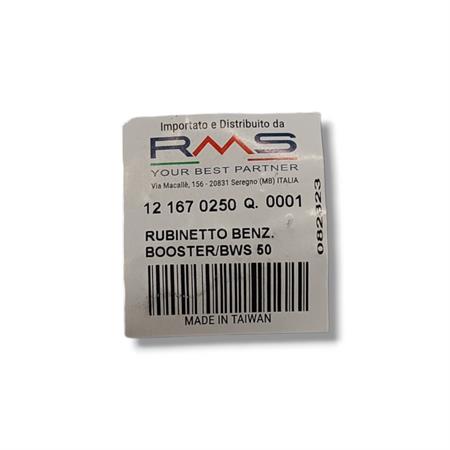 Importato e Distribuito da
RMS
YOUR BEST PARTNER
Via Macallè, 156 - 20831 Seregno (MB) ITALIA
12 167 0250 Q. 0001
RUBINETTO BENZ.
BOOSTER/BWS 50
MADE IN TAIWAN
082323